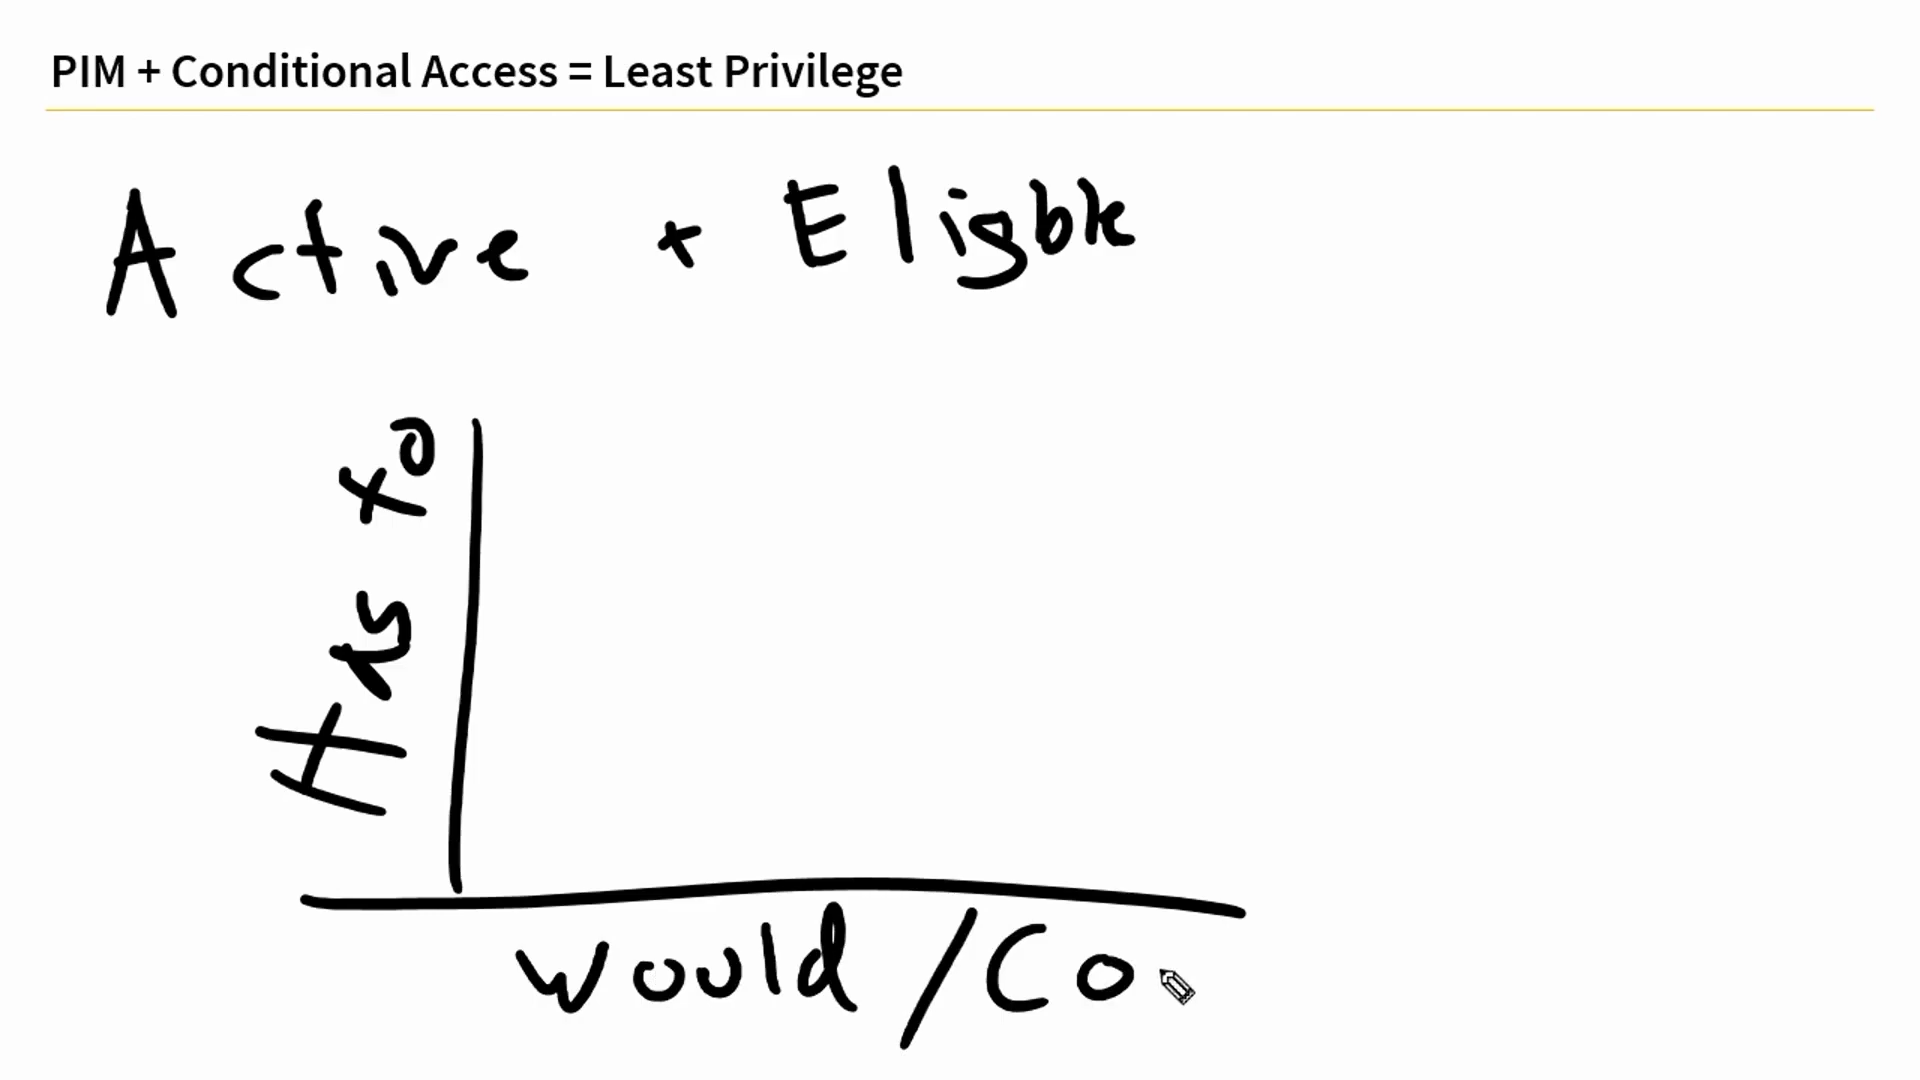 PIM + Conditional Access = Least Privilege
Active + Eligble
Has to
would/Co